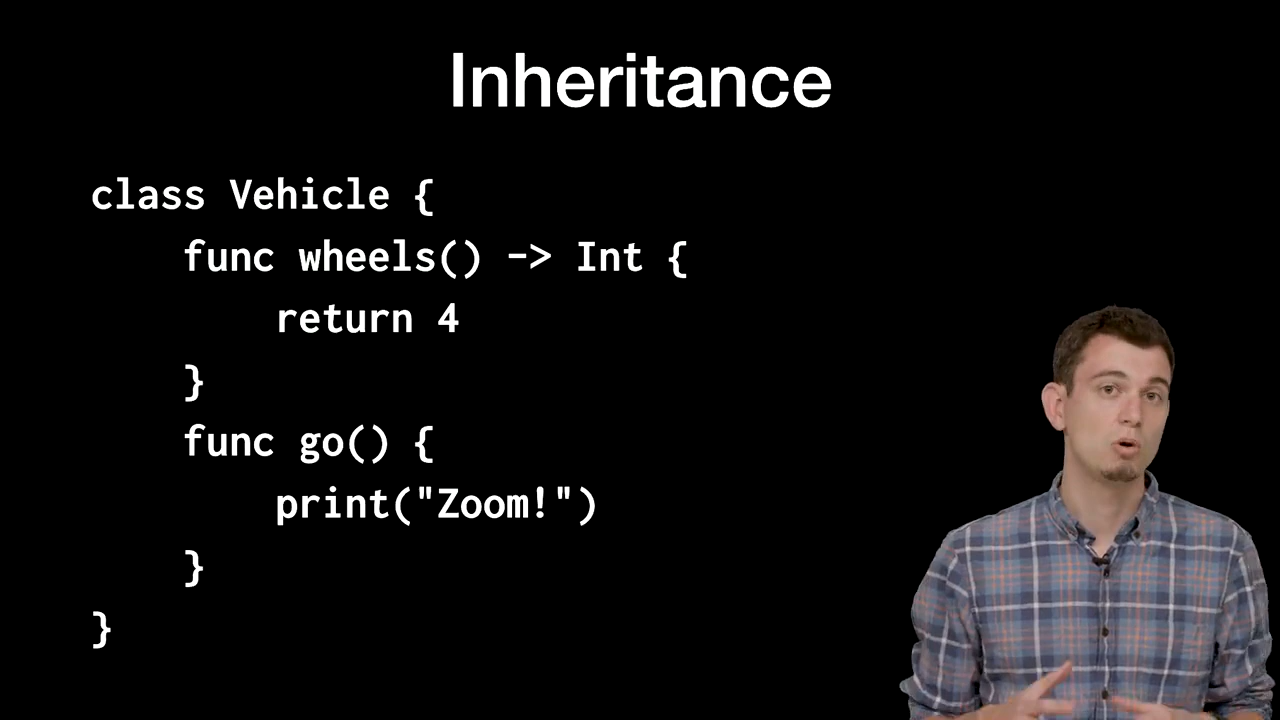 Inheritance
class Vehicle {
    func wheels() -> Int {
        return 4
    }
    func go() {
        print("Zoom!")
    }
}